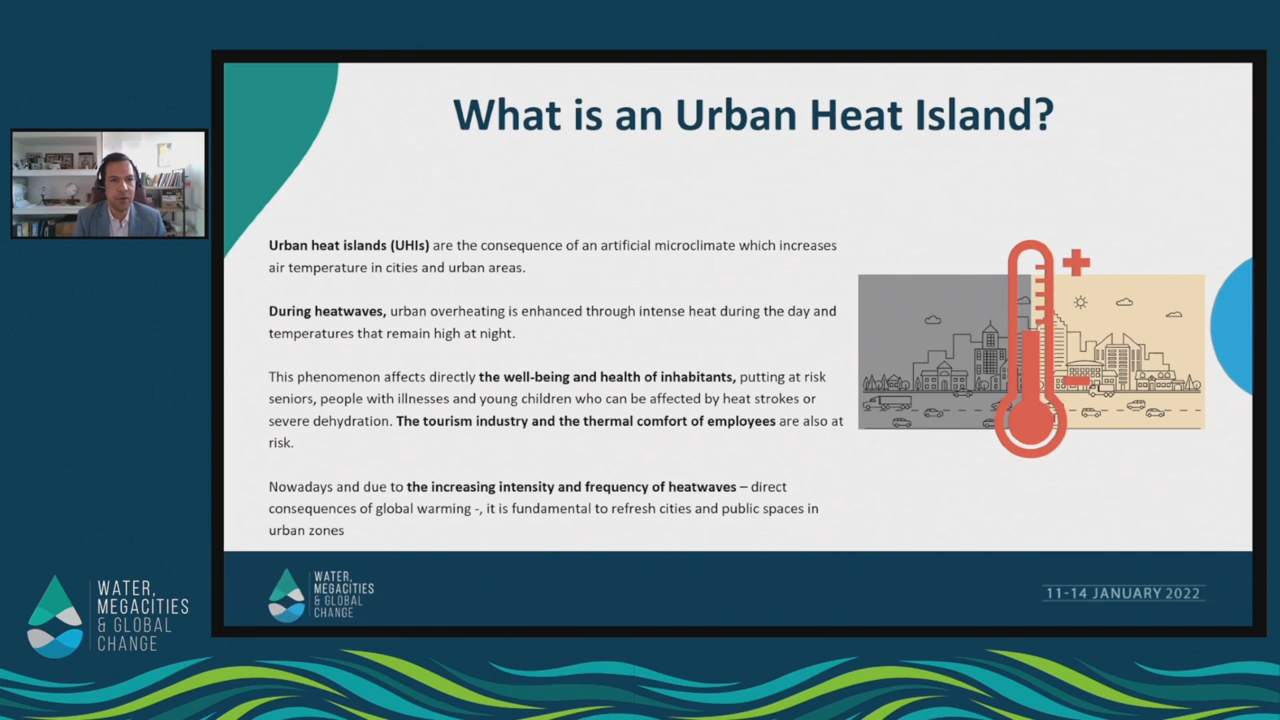 What is an Urban Heat Island?
Urban heat islands (UHIs) are the consequence of an artificial microclimate which increases
air temperature in cities and urban areas.
During heatwaves, urban overheating is enhanced through intense heat during the day and
temperatures that remain high at night.
This phenomenon affects directly the well-being and health of inhabitants, putting at risk
seniors, people with illnesses and young children who can be affected by heat strokes or
severe dehydration. The tourism industry and the thermal comfort of employees are also at
risk.
Nowadays and due to the increasing intensity and frequency of heatwaves – direct
consequences of global warming -, it is fundamental to refresh cities and public spaces in
urban zones
WATER,
MEGACITIES
& GLOBAL
CHANGE
11-14 JANUARY 2022
WATER,
MEGACITIES
& GLOBAL
CHANGE